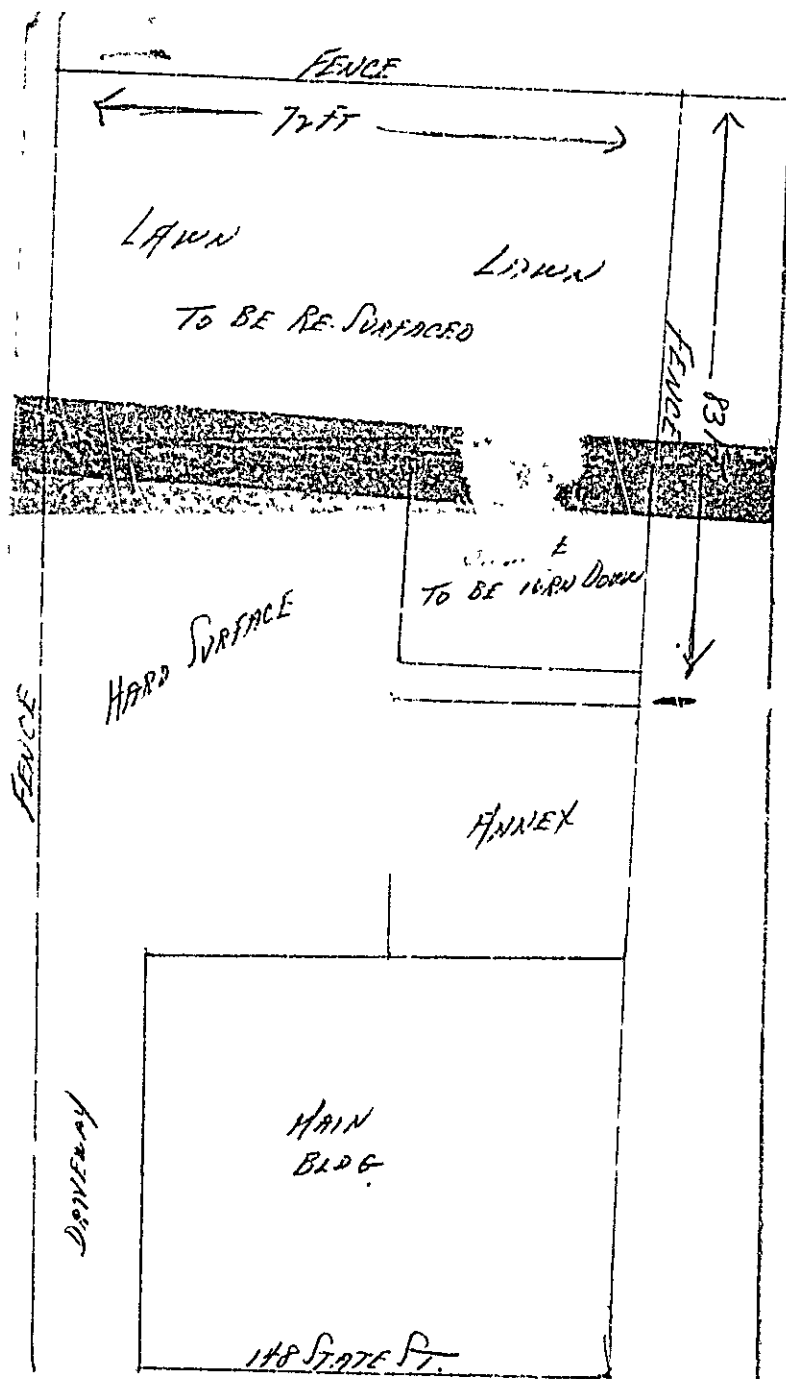 FENCE
72 FT
LAWN
LAWN
TO BE RE-SURFACED
FENCE
TO BE TORN DOWN
HARD SURFACE
FENCE
ANNEX
DRIVEWAY
MAIN
BLDG.
148 STATE ST.